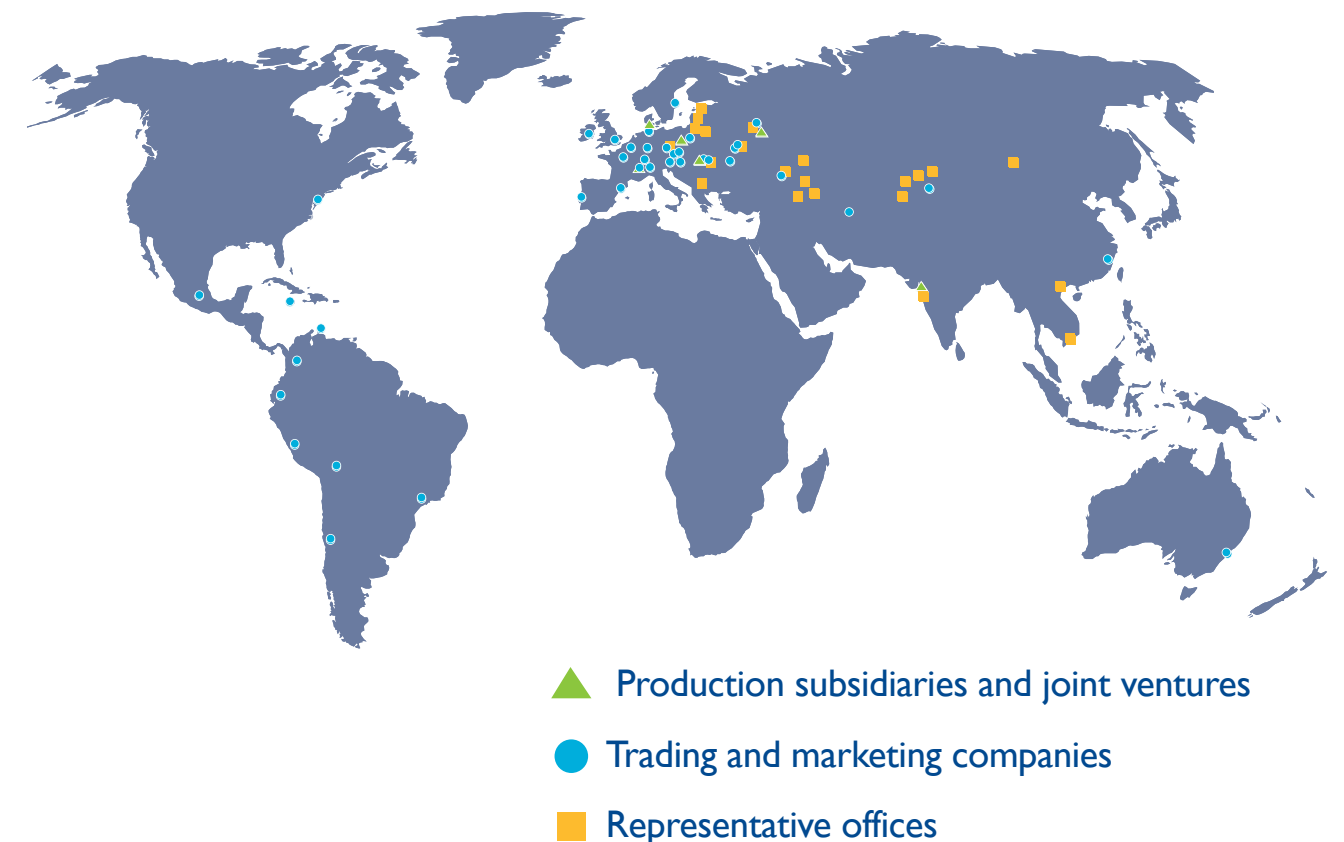 Production subsidiaries and joint ventures
Trading and marketing companies
Representative offices